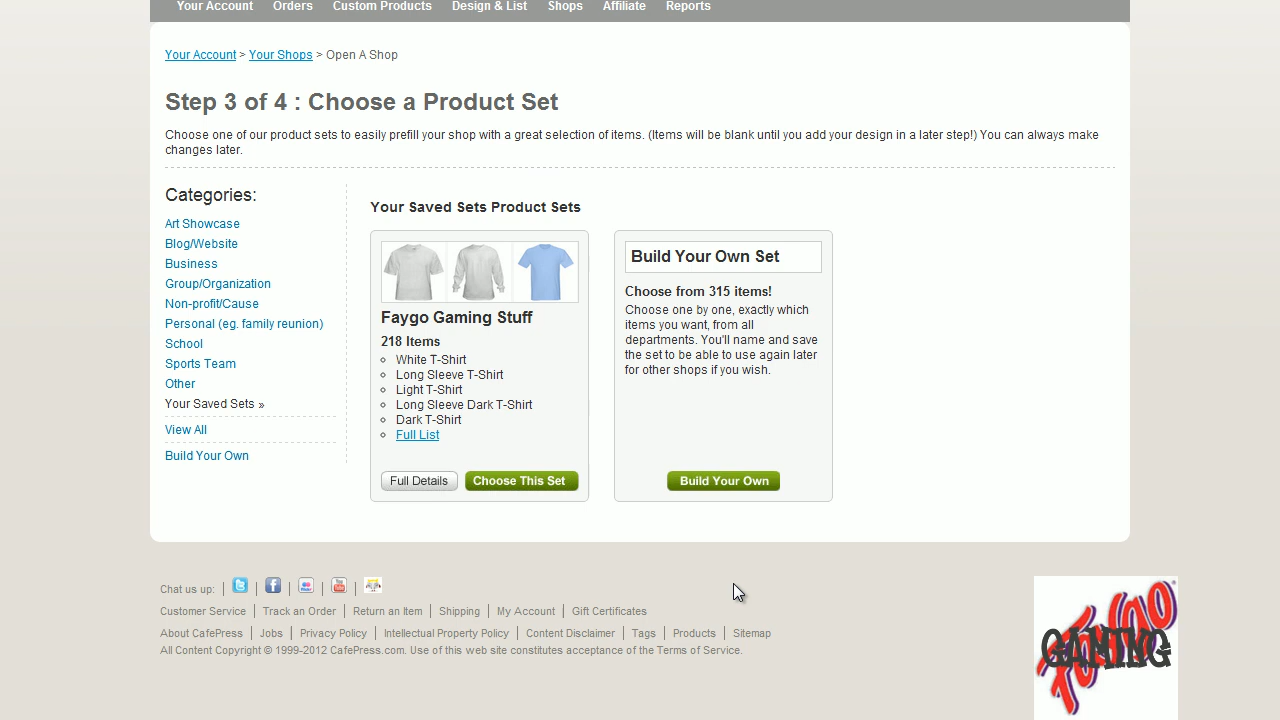 Your Account Orders Custom Products Design & List Shops Affiliate Reports
Your Account > Your Shops > Open A Shop
Step 3 of 4 : Choose a Product Set
Choose one of our product sets to easily prefill your shop with a great selection of items. (Items will be blank until you add your design in a later step!) You can always make
changes later.
Categories:
Art Showcase
Blog/Website
Business
Group/Organization
Non-profit/Cause
Personal (eg. family reunion)
School
Sports Team
Other
Your Saved Sets »
View All
Build Your Own
Your Saved Sets Product Sets
Faygo Gaming Stuff
218 Items
White T-Shirt
Long Sleeve T-Shirt
Light T-Shirt
Long Sleeve Dark T-Shirt
Dark T-Shirt
Full List
Full Details Choose This Set
Build Your Own Set
Choose from 315 items!
Choose one by one, exactly which
items you want, from all
departments. You'll name and save
the set to be able to use again later
for other shops if you wish.
Build Your Own
Chat us up: | | | | |
Customer Service | Track an Order | Return an Item | Shipping | My Account | Gift Certificates
About CafePress | Jobs | Privacy Policy | Intellectual Property Policy | Content Disclaimer | Tags | Products | Sitemap
All Content Copyright © 1999-2012 CafePress.com. Use of this web site constitutes acceptance of the Terms of Service.
Faygo
GAMING